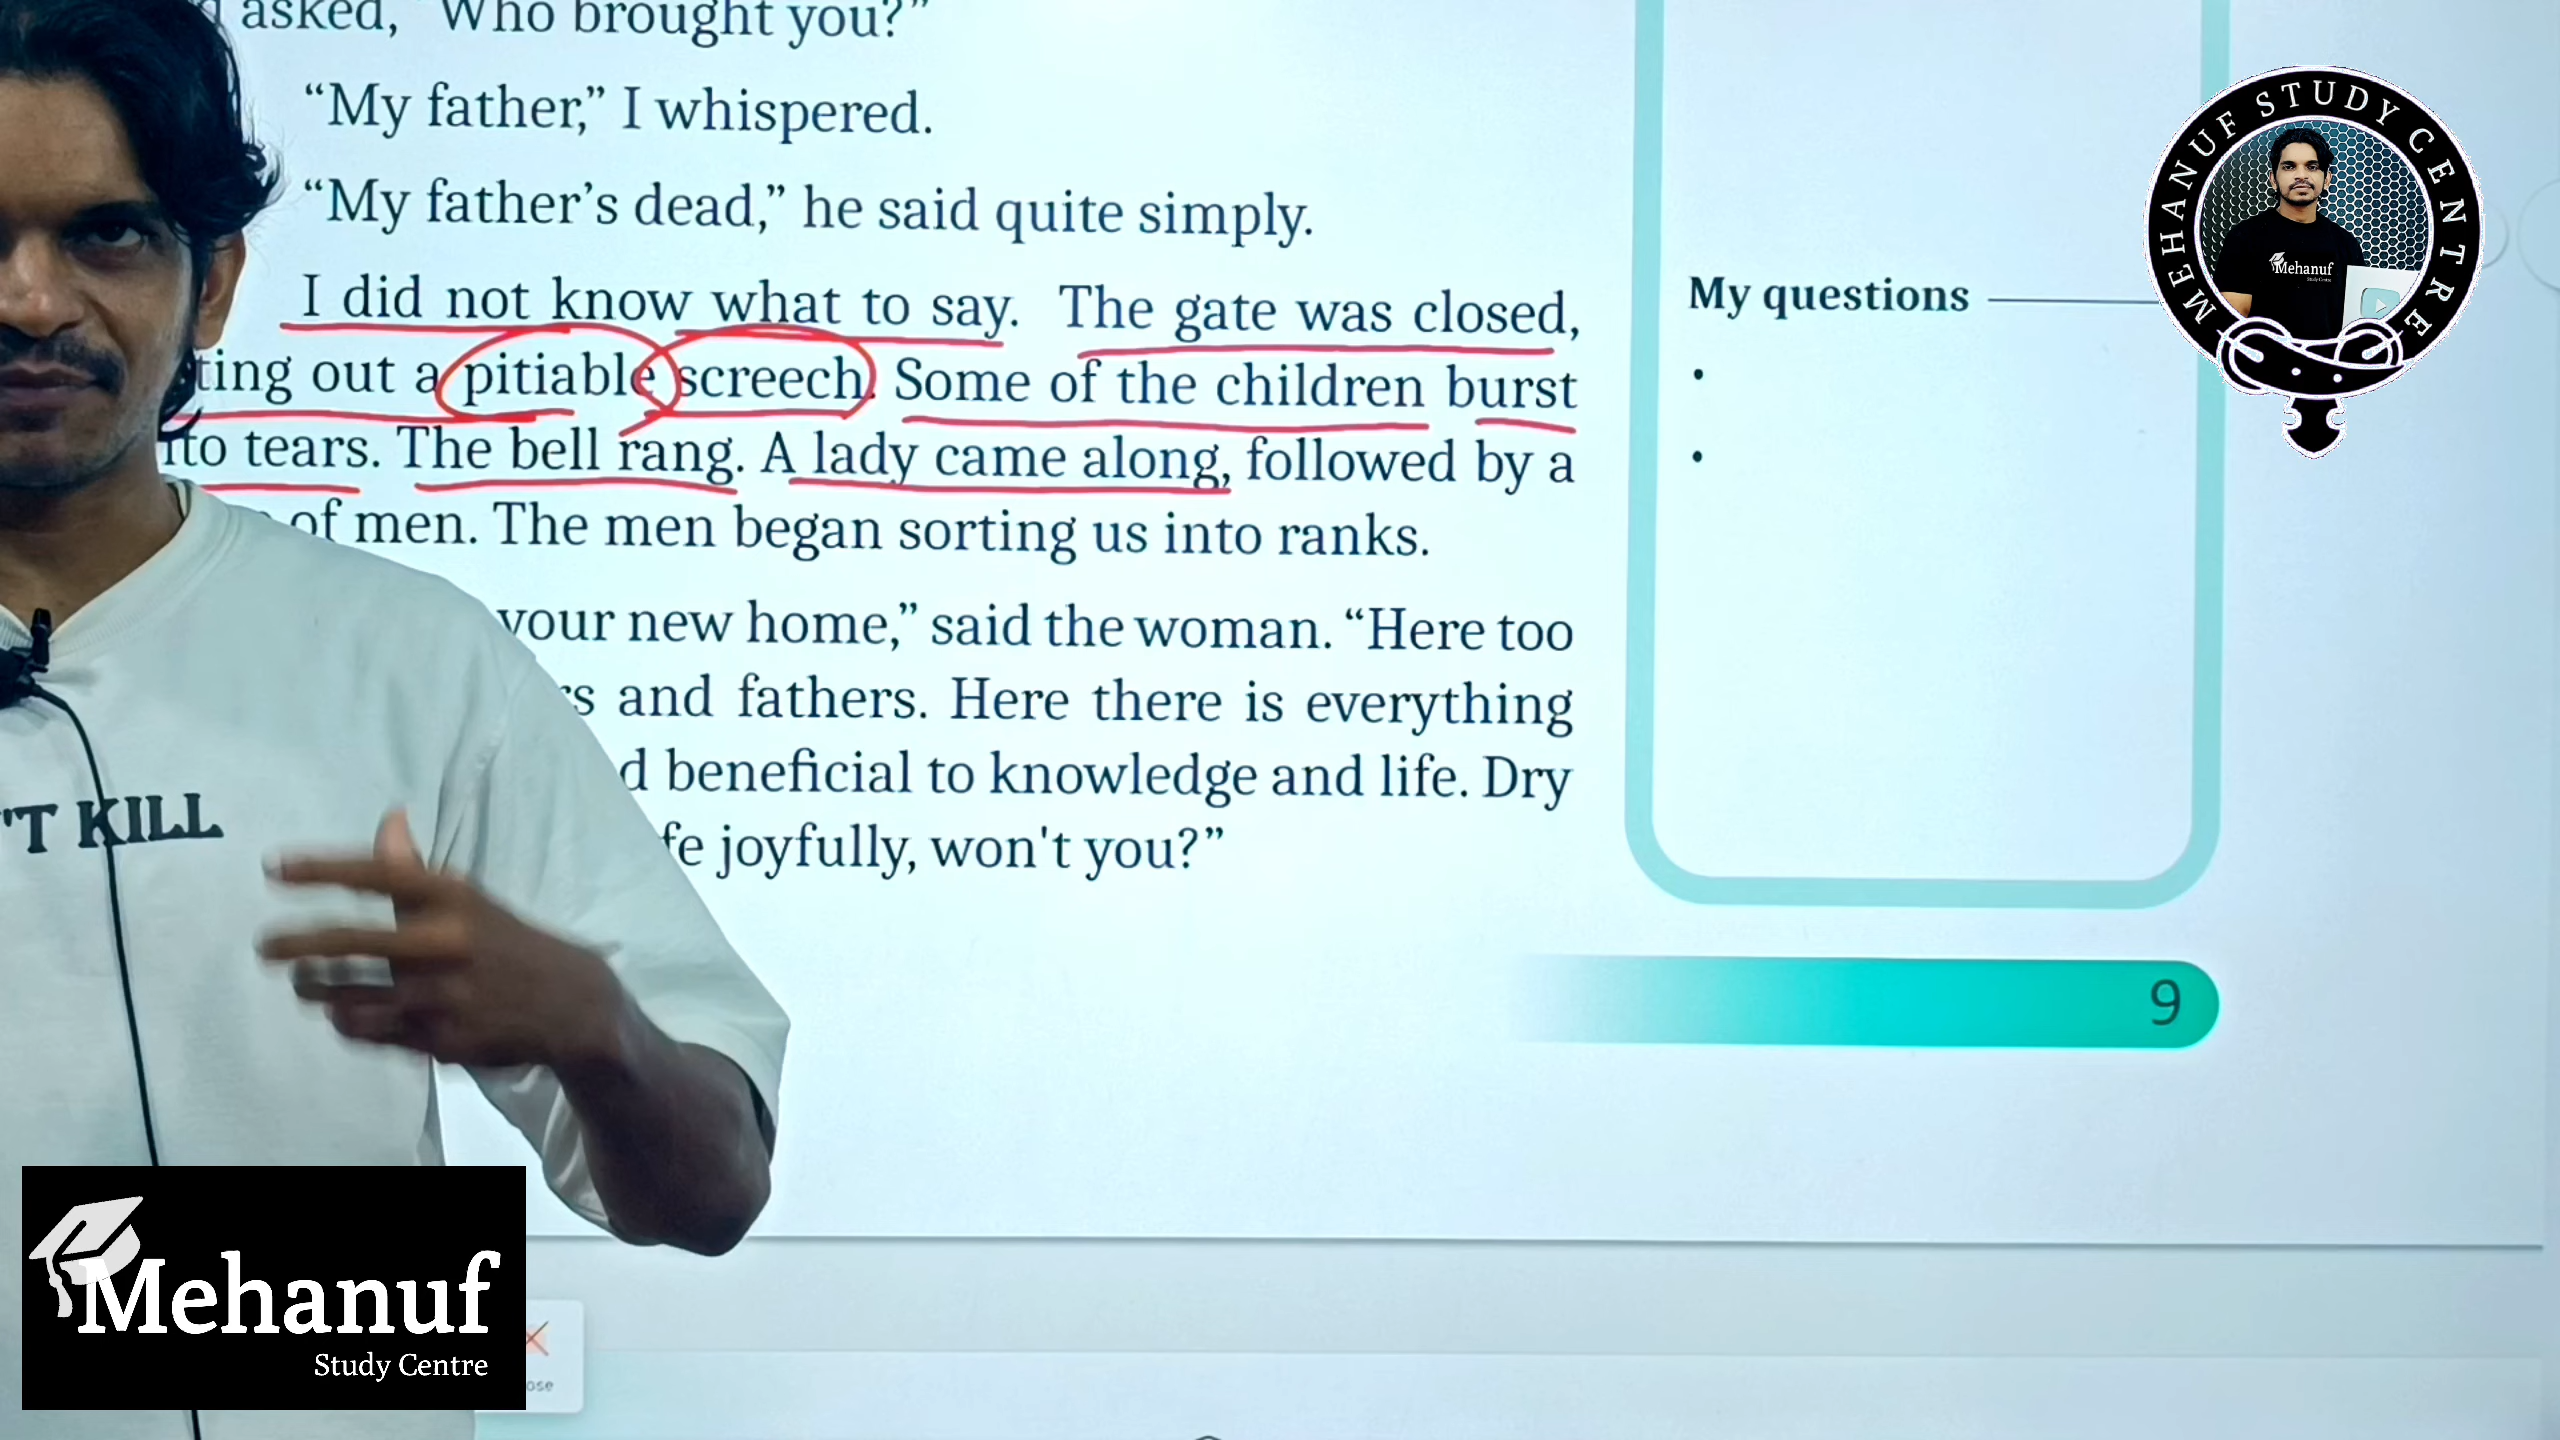 asked, "Who brought you?"
“My father,” I whispered.
“My father’s dead,” he said quite simply.
I did not know what to say. The gate was closed,
ting out a pitiable screech. Some of the children burst
to tears. The bell rang. A lady came along, followed by a
of men. The men began sorting us into ranks.
your new home,” said the woman. “Here too
and fathers. Here there is everything
beneficial to knowledge and life. Dry
joyfully, won't you?”
My questions
9
'T KILL
MEHANUF STUDY CENTRE
Mehanuf
Mehanuf
Study Centre